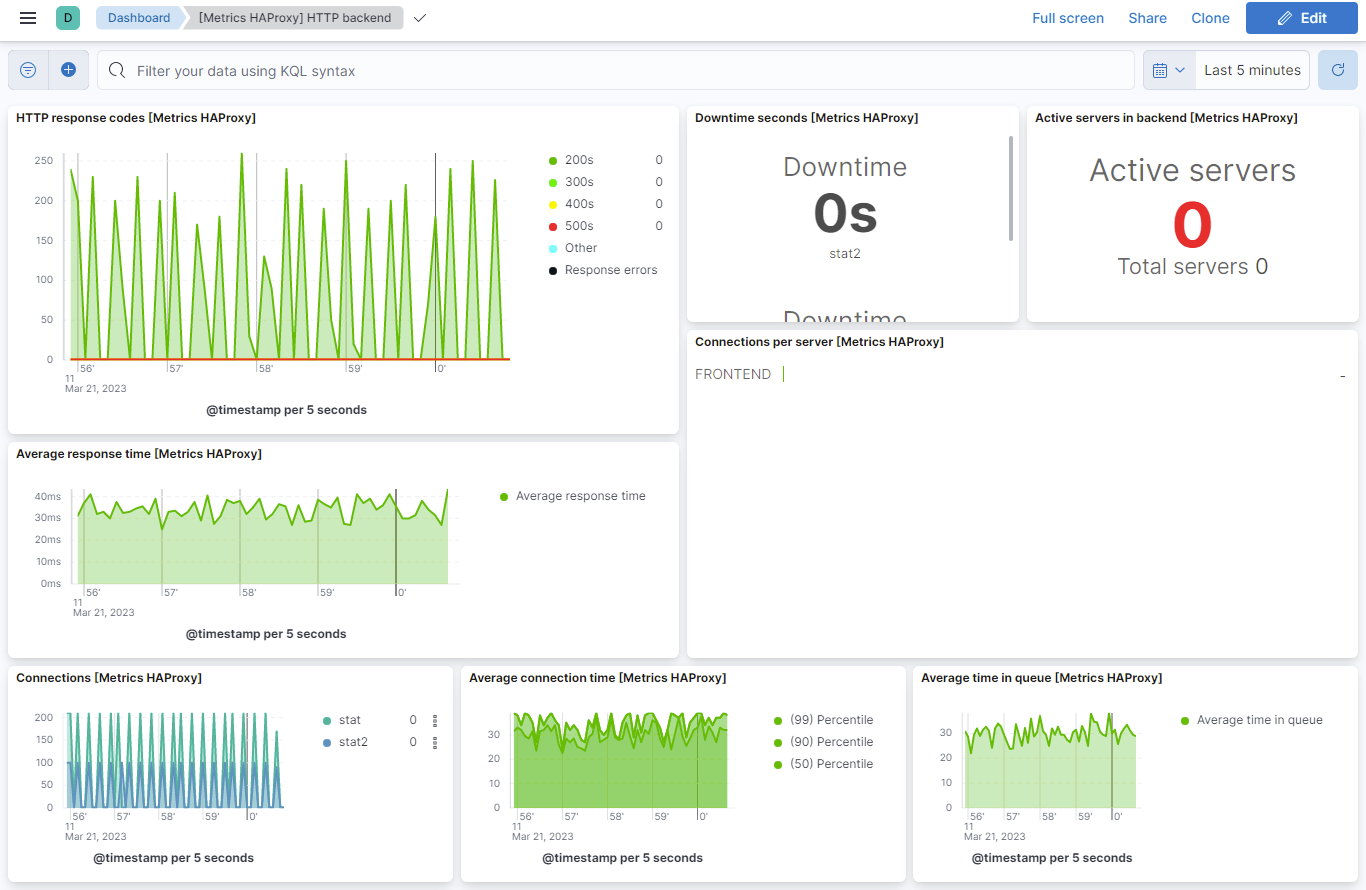 D Dashboard [Metrics HAProxy] HTTP backend Full screen Share Clone Edit
Filter your data using KQL syntax Last 5 minutes
HTTP response codes [Metrics HAProxy]
250
200
150
100
50
0
56' 57' 58' 59' 0'
11
Mar 21, 2023
@timestamp per 5 seconds
200s 0
300s 0
400s 0
500s 0
Other
Response errors
Downtime seconds [Metrics HAProxy]
Downtime
0s
stat2
Downtime
Active servers in backend [Metrics HAProxy]
Active servers
0
Total servers 0
Connections per server [Metrics HAProxy]
FRONTEND -
Average response time [Metrics HAProxy]
40ms
30ms
20ms
10ms
0ms
56' 57' 58' 59' 0'
11
Mar 21, 2023
@timestamp per 5 seconds
Average response time
Connections [Metrics HAProxy]
200
150
100
50
0
56' 57' 58' 59' 0'
11
Mar 21, 2023
@timestamp per 5 seconds
stat 0
stat2 0
Average connection time [Metrics HAProxy]
30
20
10
0
56' 57' 58' 59' 0'
11
Mar 21, 2023
@timestamp per 5 seconds
(99) Percentile
(90) Percentile
(50) Percentile
Average time in queue [Metrics HAProxy]
30
20
10
0
56' 57' 58' 59' 0'
11
Mar 21, 2023
@timestamp per 5 seconds
Average time in queue